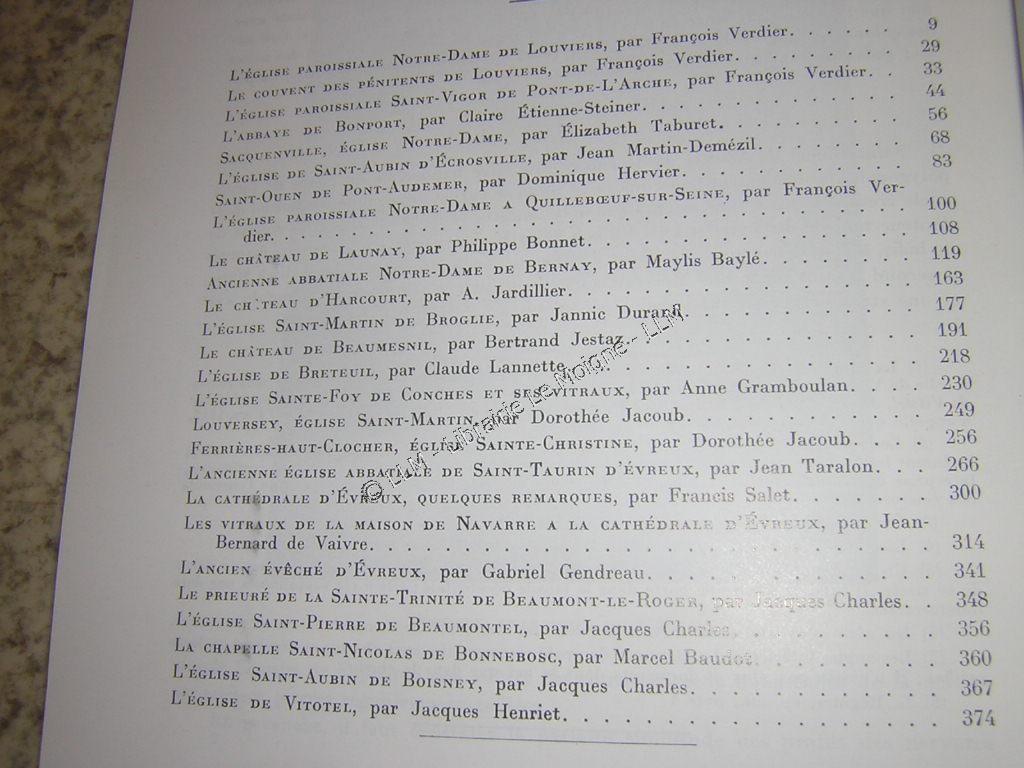 L'église paroissiale Notre-Dame de Louviers, par François Verdier. . . . . . 9
Le couvent des pénitents de Louviers, par François Verdier. . . . . . . . 29
L'église paroissiale Saint-Vigor de Pont-de-L'Arche, par François Verdier. . 33
L'abbaye de Bonport, par Claire Étienne-Steiner. . . . . . . . . . . . 44
Sacquenville, église Notre-Dame, par Élizabeth Taburet. . . . . . . . . 56
L'église de Saint-Aubin d'Écrosville, par Jean Martin-Demézil. . . . . . . 68
Saint-Ouen de Pont-Audemer, par Dominique Hervier. . . . . . . . . . 83
L'église paroissiale Notre-Dame a Quillebœuf-sur-Seine, par François Ver-
dier. . . . . . . . . . . . . . . . . . . . . . . . . . . 100
Le château de Launay, par Philippe Bonnet. . . . . . . . . . . . . 108
Ancienne abbatiale Notre-Dame de Bernay, par Maylis Baylé. . . . . . . . 119
Le château d'Harcourt, par A. Jardillier. . . . . . . . . . . . . . 163
L'église Saint-Martin de Broglie, par Jannic Durand. . . . . . . . . . 177
Le château de Beaumesnil, par Bertrand Jestaz. . . . . . . . . . . . 191
L'église de Breteuil, par Claude Lannette. . . . . . . . . . . . . . 218
L'église Sainte-Foy de Conches et ses vitraux, par Anne Gramboulan. . . . 230
Louversey, église Saint-Martin, par Dorothée Jacoub. . . . . . . . . . 249
Ferrières-haut-Clocher, église Sainte-Christine, par Dorothée Jacoub. . . . 256
L'ancienne église abbatiale de Saint-Taurin d'évreux, par Jean Taralon. . . 266
La cathédrale d'Évreux, quelques remarques, par Francis Salet. . . . . . . 300
Les vitraux de la maison de Navarre a la cathédrale d'Évreux, par Jean-
Bernard de Vaivre. . . . . . . . . . . . . . . . . . . . . . 314
L'ancien évêché d'Évreux, par Gabriel Gendreau. . . . . . . . . . . 341
Le prieuré de la Sainte-Trinité de Beaumont-le-Roger, par Jacques Charles. . 348
L'église Saint-Pierre de Beaumontel, par Jacques Charles. . . . . . . . . 356
La chapelle Saint-Nicolas de Bonnebosc, par Marcel Baudot. . . . . . . . 360
L'église Saint-Aubin de Boisney, par Jacques Charles. . . . . . . . . . 367
L'église de Vitotel, par Jacques Henriet. . . . . . . . . . . . . . 374
© LLM - Librairie Le Moigne - LLM